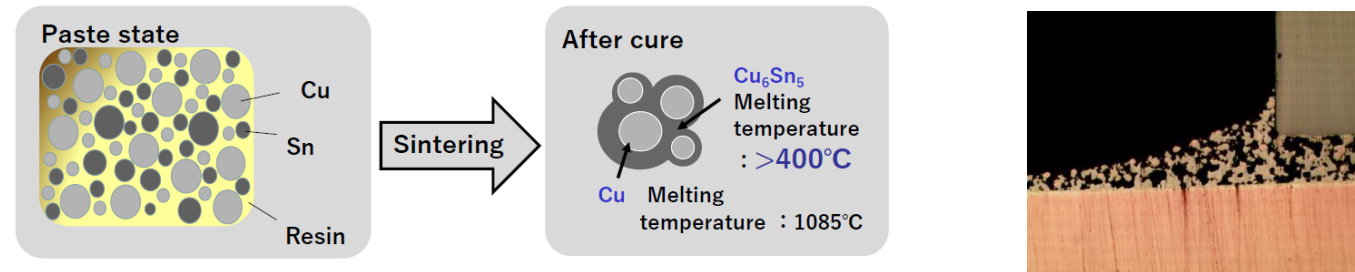 Paste state
Cu
Sn
Resin
Sintering
After cure
Cu₆Sn₅
Melting
temperature
: >400℃
Cu Melting
temperature ：1085℃